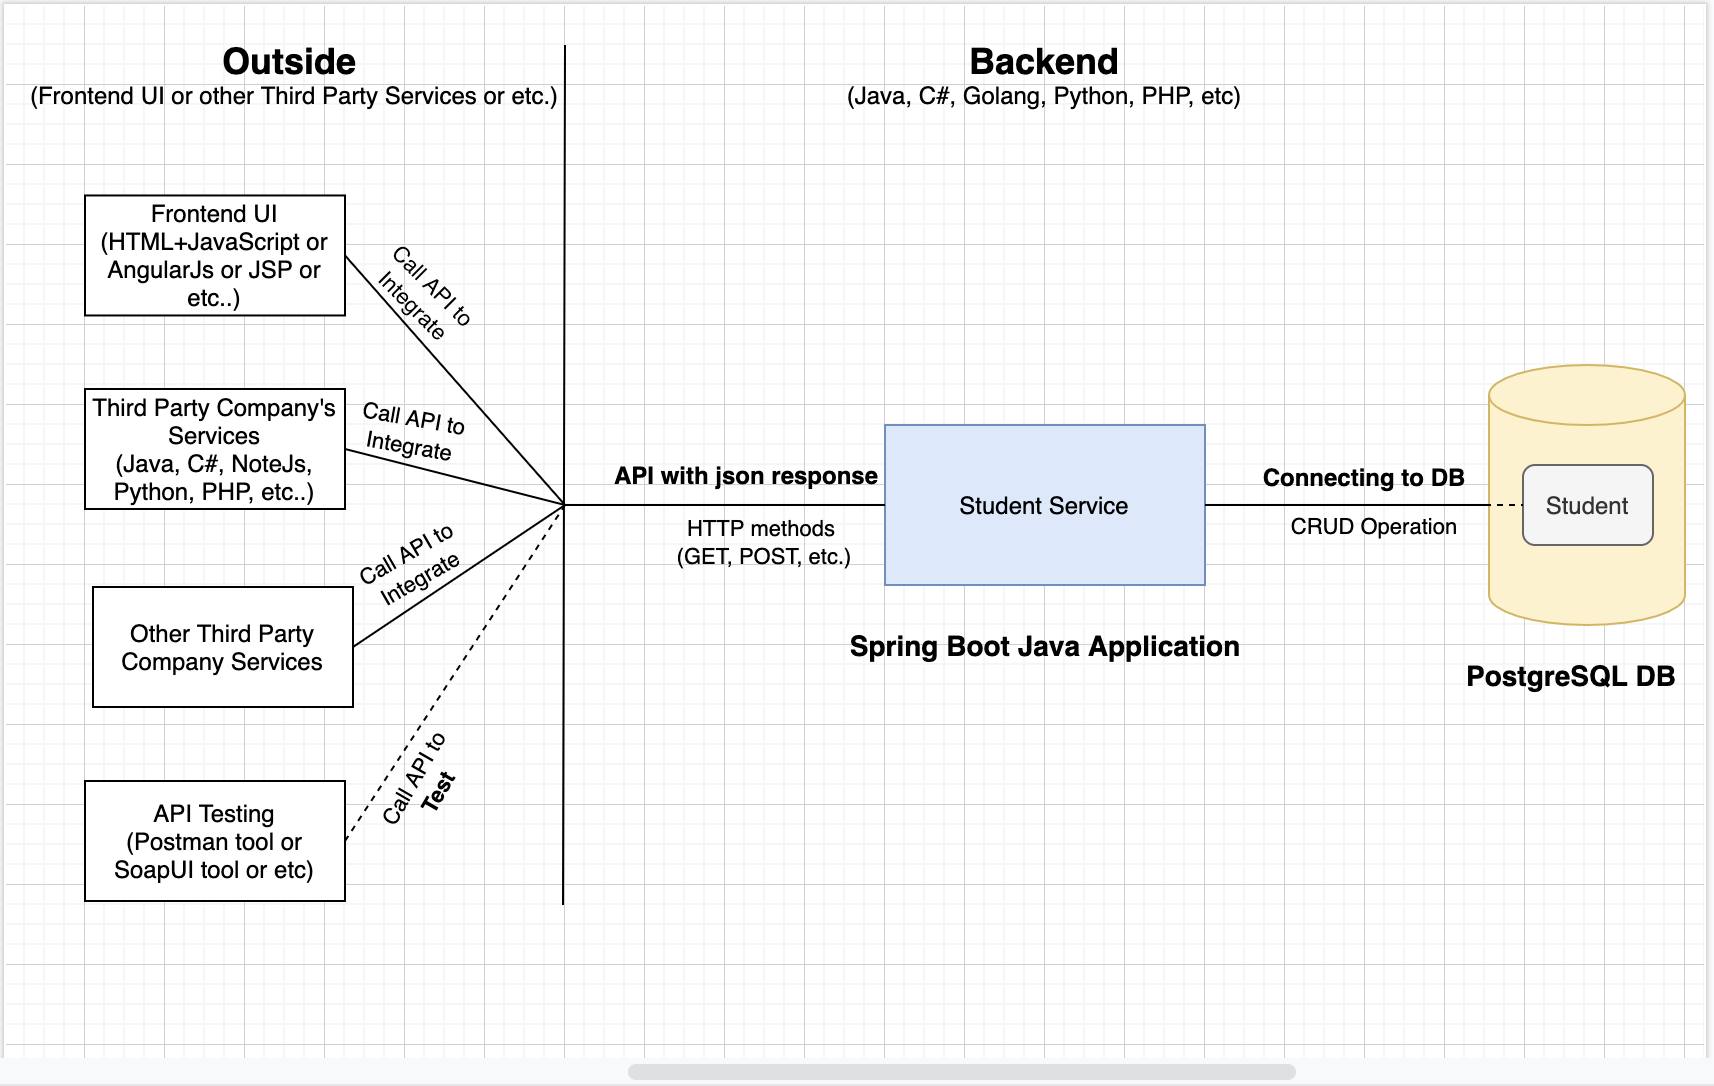 Outside
(Frontend UI or other Third Party Services or etc.)
Backend
(Java, C#, Golang, Python, PHP, etc)
Frontend UI
(HTML+JavaScript or
AngularJs or JSP or
etc..)
Call API to
Integrate
Third Party Company's
Services
(Java, C#, NoteJs,
Python, PHP, etc..)
Call API to
Integrate
Other Third Party
Company Services
Call API to
Integrate
API Testing
(Postman tool or
SoapUI tool or etc)
Call API to
Test
API with json response
HTTP methods
(GET, POST, etc.)
Student Service
Spring Boot Java Application
Connecting to DB
CRUD Operation
Student
PostgreSQL DB